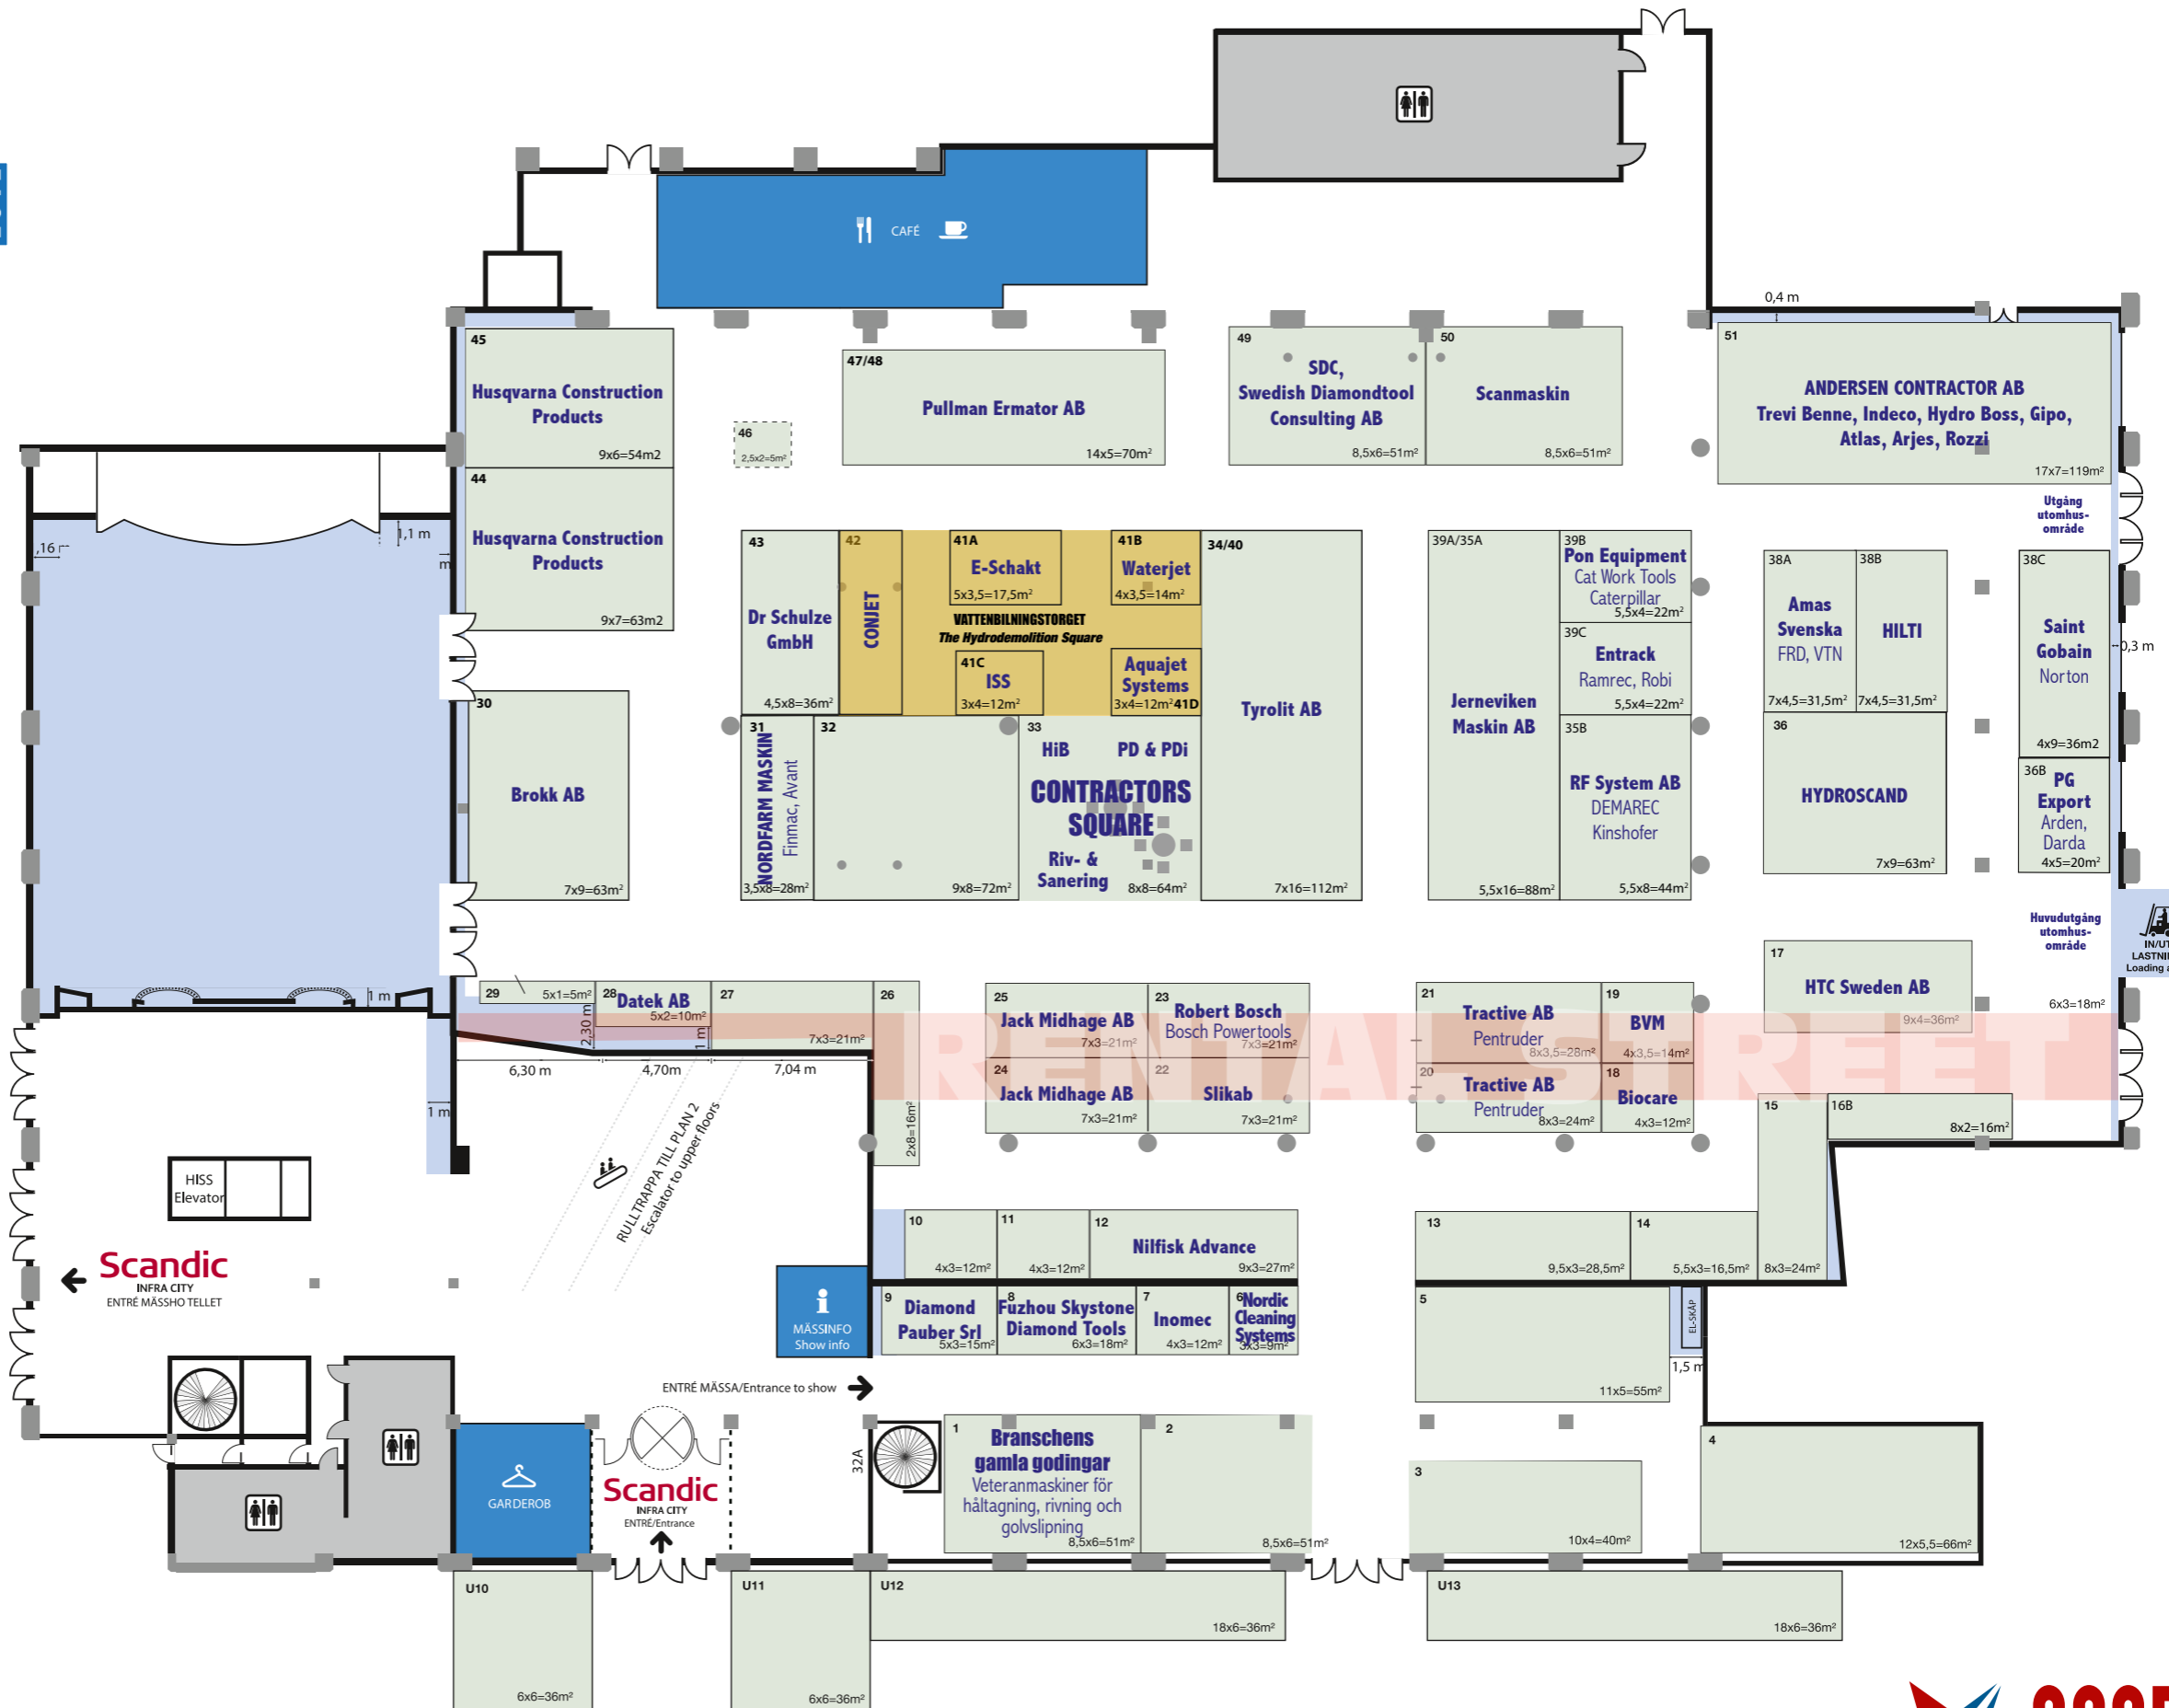 CAFÉ
0,4 m
45
Husqvarna Construction
Products
9x6=54m2
44
Husqvarna Construction
Products
9x7=63m2
46
2,5x2=5m²
47/48
Pullman Ermator AB
14x5=70m²
49
SDC,
Swedish Diamondtool
Consulting AB
8,5x6=51m²
50
Scanmaskin
8,5x6=51m²
51
ANDERSEN CONTRACTOR AB
Trevi Benne, Indeco, Hydro Boss, Gipo,
Atlas, Arjes, Rozzi
17x7=119m²
Utgång
utomhus-
område
,16
1,1 m
m
43
Dr Schulze
GmbH
4,5x8=36m²
42
CONJET
41A
E-Schakt
5x3,5=17,5m²
41B
Waterjet
4x3,5=14m²
VATTENBILNINGSTORGET
The Hydrodemolition Square
41C
ISS
3x4=12m²
Aquajet
Systems
3x4=12m² 41D
34/40
Tyrolit AB
7x16=112m²
39A/35A
Jerneviken
Maskin AB
5,5x16=88m²
39B
Pon Equipment
Cat Work Tools
Caterpillar
5,5x4=22m²
39C
Entrack
Ramrec, Robi
5,5x4=22m²
35B
RF System AB
DEMAREC
Kinshofer
5,5x8=44m²
38A
Amas
Svenska
FRD, VTN
7x4,5=31,5m²
38B
HILTI
7x4,5=31,5m²
38C
Saint
Gobain
Norton
4x9=36m2
0,3 m
36
HYDROSCAND
7x9=63m²
36B
PG
Export
Arden,
Darda
4x5=20m²
30
Brokk AB
7x9=63m²
31
NORDFARM MASKIN
Finmac, Avant
3,5x8=28m²
32
9x8=72m²
33
HiB
PD & PDi
CONTRACTORS
SQUARE
Riv- &
Sanering
8x8=64m²
Huvudutgång
utomhus-
område
IN/UT
Loading
17
HTC Sweden AB
9x4=36m²
6x3=18m²
29
5x1=5m²
28
Datek AB
5x2=10m²
27
7x3=21m²
26
2x8=16m²
2,30 m
1 m
1 m
1 m
6,30 m
4,70m
7,04 m
RENTAL STREET
25
Jack Midhage AB
7x3=21m²
23
Robert Bosch
Bosch Powertools
7x3=21m²
24
Jack Midhage AB
7x3=21m²
22
Slikab
7x3=21m²
21
Tractive AB
Pentruder
8x3,5=28m²
19
BVM
4x3,5=14m²
20
Tractive AB
Pentruder
8x3=24m²
18
Biocare
4x3=12m²
15
8x3=24m²
16B
8x2=16m²
RULLTRAPPA TILL PLAN 2
Escalator to upper floors
HISS
Elevator
Scandic
INFRA CITY
ENTRÉ MÄSSHO TELLET
10
4x3=12m²
11
4x3=12m²
12
Nilfisk Advance
9x3=27m²
13
9,5x3=28,5m²
14
5,5x3=16,5m²
MÄSSINFO
Show info
9
Diamond
Pauber Srl
5x3=15m²
8
Fuzhou Skystone
Diamond Tools
6x3=18m²
7
Inomec
4x3=12m²
6
Nordic
Cleaning
Systems
3x3=9m²
5
11x5=55m²
EL-SKÅP
1,5 m
ENTRÉ MÄSSA/Entrance to show
32A
GARDEROB
Scandic
INFRA CITY
ENTRÉ/Entrance
1
Branschens
gamla godingar
Veteranmaskiner för
håltagning, rivning och
golvslipning
8,5x6=51m²
2
8,5x6=51m²
3
10x4=40m²
4
12x5,5=66m²
U10
6x6=36m²
U11
6x6=36m²
U12
18x6=36m²
U13
18x6=36m²